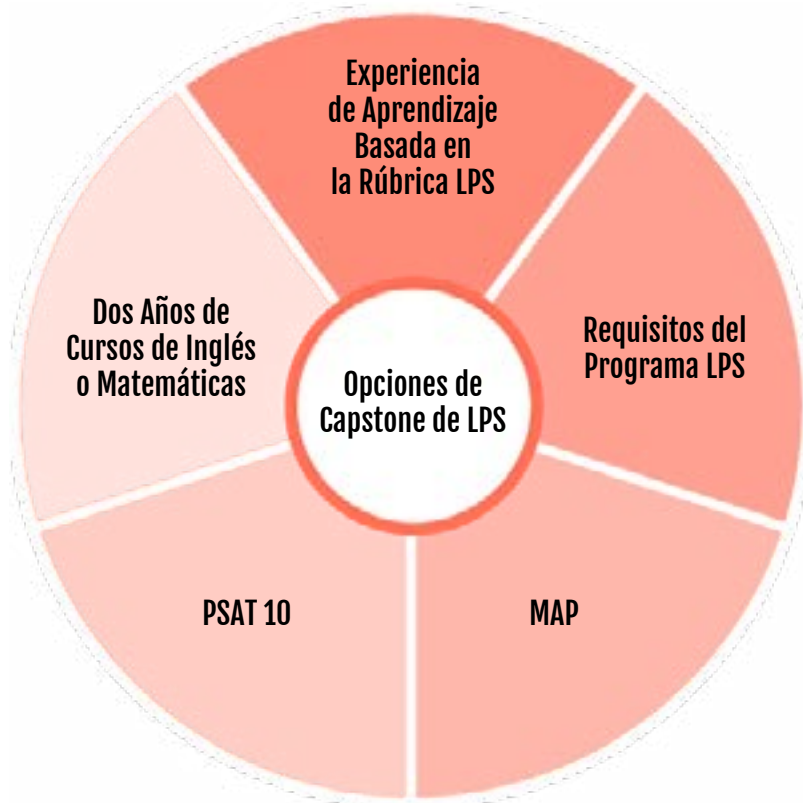 Experiencia
de Aprendizaje
Basada en
la Rúbrica LPS
Requisitos del
Programa LPS
MAP
PSAT 10
Dos Años de
Cursos de Inglés
o Matemáticas
Opciones de
Capstone de LPS